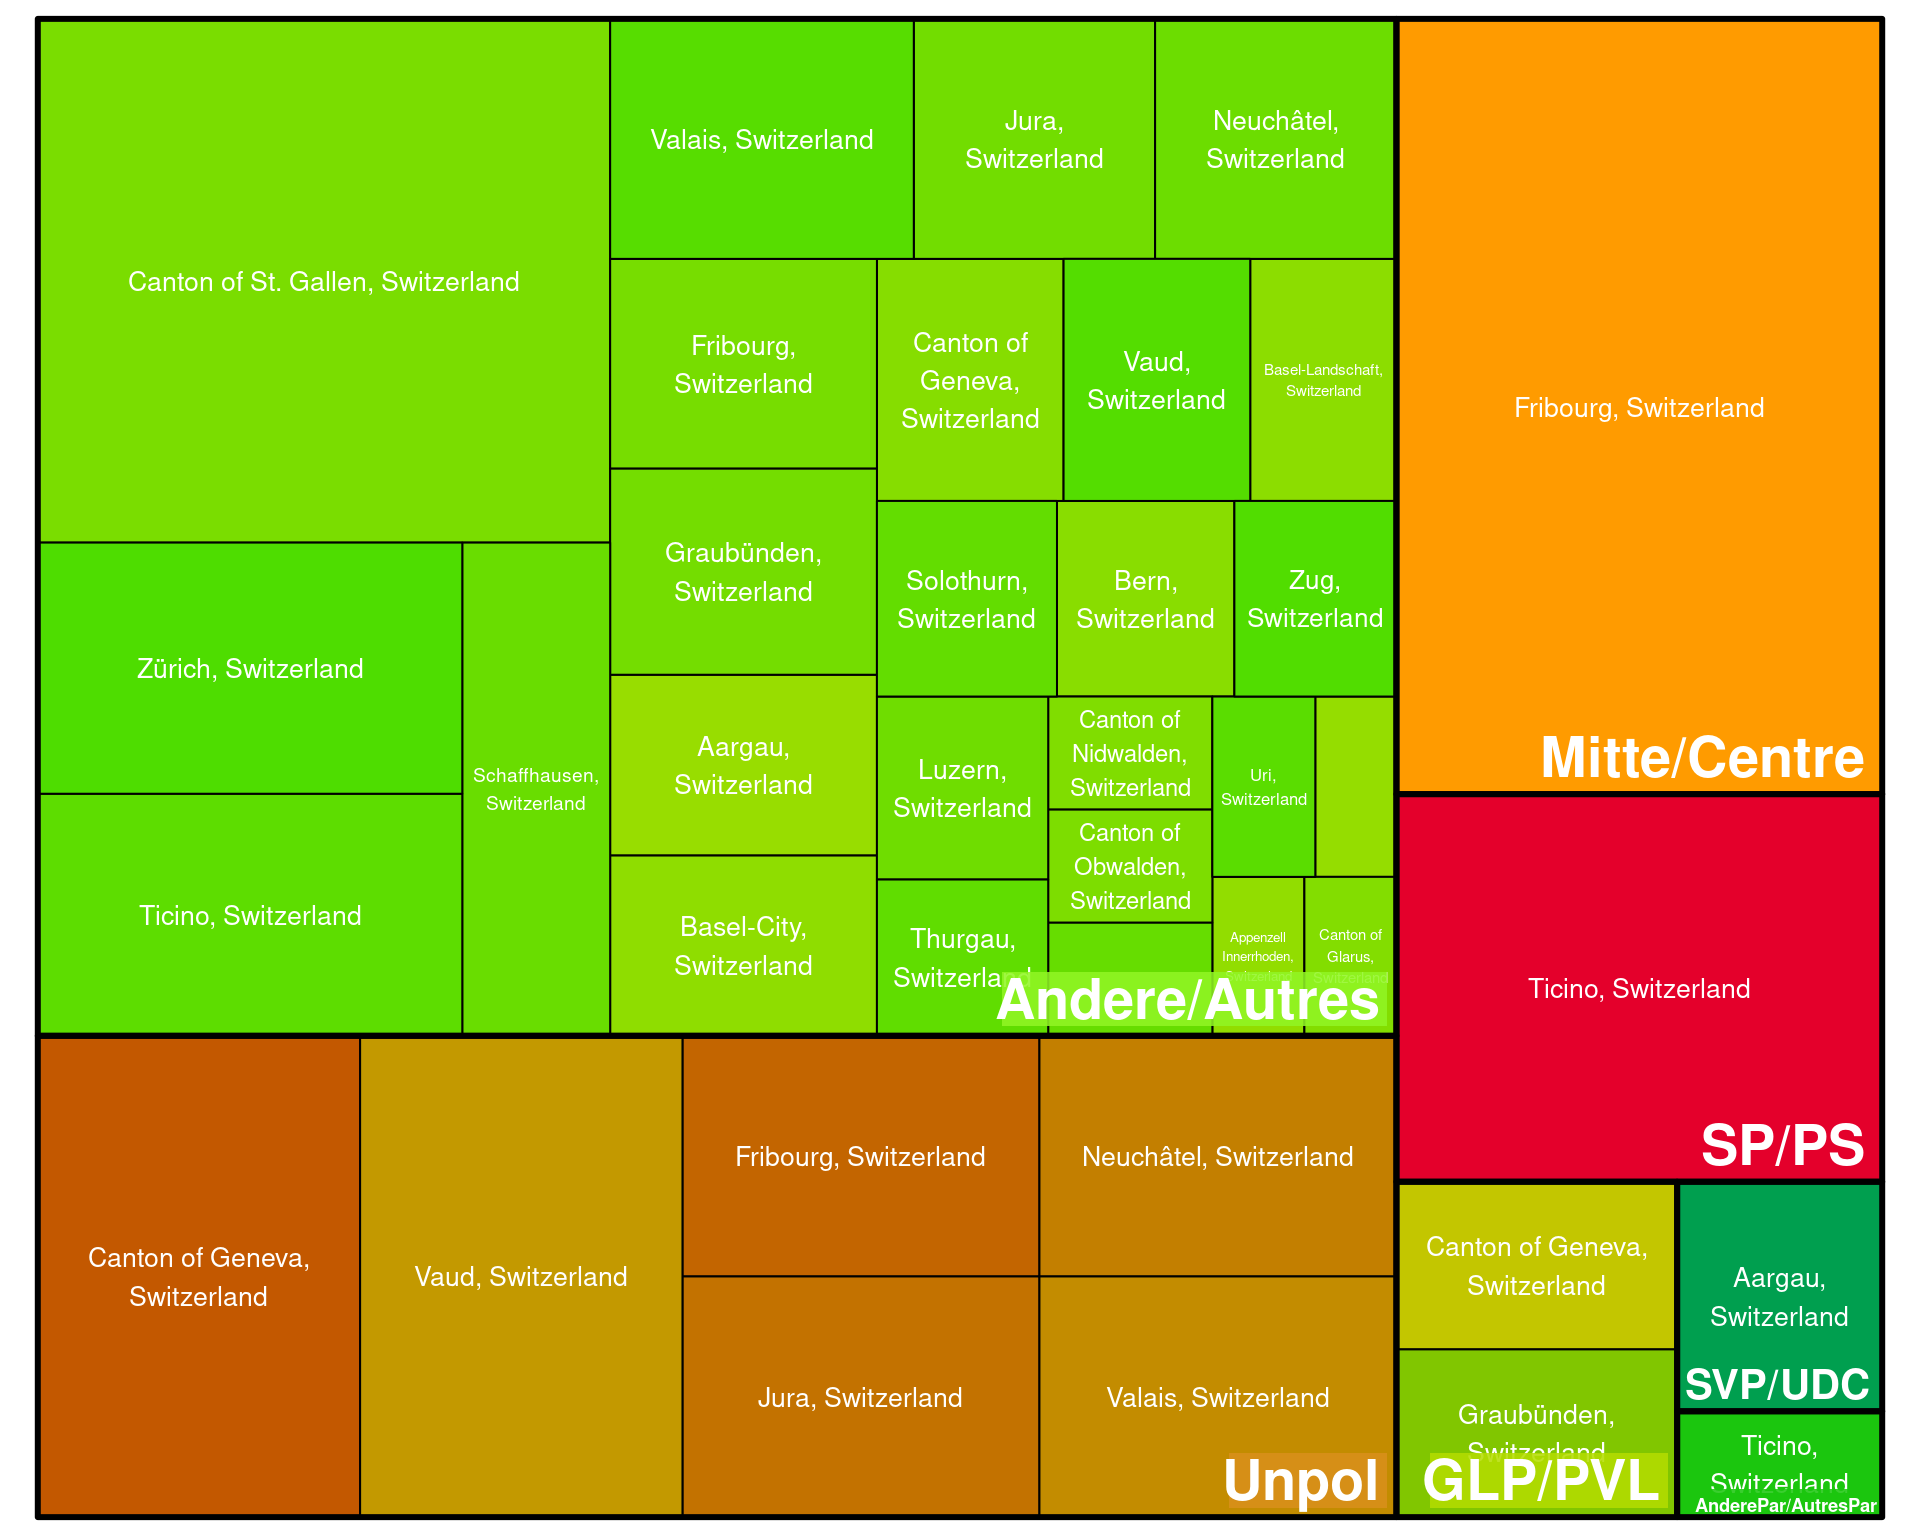 Canton of St. Gallen, Switzerland
Valais, Switzerland
Jura,
Switzerland
Neuchâtel,
Switzerland
Fribourg,
Switzerland
Canton of
Geneva,
Switzerland
Vaud,
Switzerland
Basel-Landschaft,
Switzerland
Graubünden,
Switzerland
Solothurn,
Switzerland
Bern,
Switzerland
Zug,
Switzerland
Zürich, Switzerland
Schaffhausen,
Switzerland
Ticino, Switzerland
Aargau,
Switzerland
Basel-City,
Switzerland
Luzern,
Switzerland
Canton of
Nidwalden,
Switzerland
Uri,
Switzerland
Canton of
Obwalden,
Switzerland
Thurgau,
Switzerland
Appenzell
Innerrhoden,
Switzerland
Canton of
Glarus,
Switzerland
Andere/Autres
Fribourg, Switzerland
Mitte/Centre
Ticino, Switzerland
SP/PS
Canton of Geneva,
Switzerland
Vaud, Switzerland
Fribourg, Switzerland
Neuchâtel, Switzerland
Jura, Switzerland
Valais, Switzerland
Unpol
Canton of Geneva,
Switzerland
Graubünden,
Switzerland
GLP/PVL
Aargau,
Switzerland
SVP/UDC
Ticino,
Switzerland
AnderePar/AutresPar